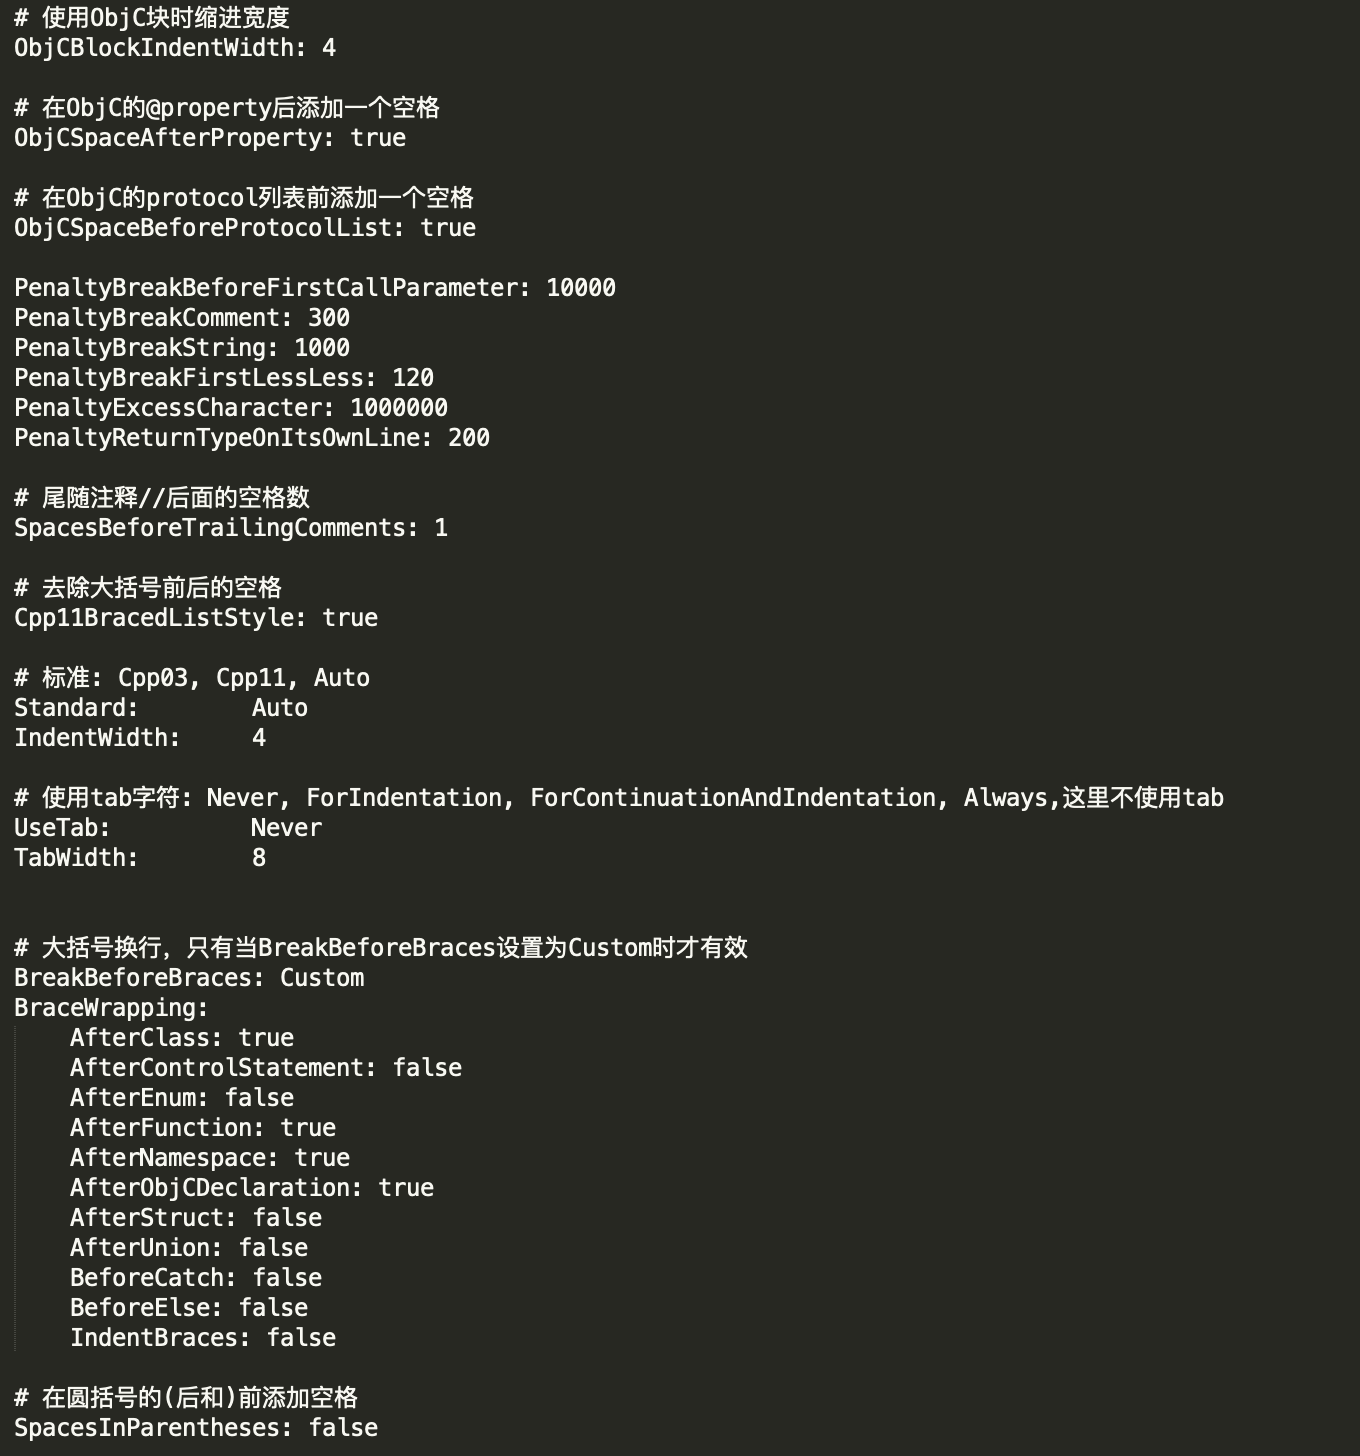 # 使用ObjC块时缩进宽度
ObjCBlockIndentWidth: 4
# 在ObjC的@property后添加一个空格
ObjCSpaceAfterProperty: true
# 在ObjC的protocol列表前添加一个空格
ObjCSpaceBeforeProtocolList: true
PenaltyBreakBeforeFirstCallParameter: 10000
PenaltyBreakComment: 300
PenaltyBreakString: 1000
PenaltyBreakFirstLessLess: 120
PenaltyExcessCharacter: 1000000
PenaltyReturnTypeOnItsOwnLine: 200
# 尾随注释//后面的空格数
SpacesBeforeTrailingComments: 1
# 去除大括号前后的空格
Cpp11BracedListStyle: true
# 标准: Cpp03, Cpp11, Auto
Standard:        Auto
IndentWidth:     4
# 使用tab字符: Never, ForIndentation, ForContinuationAndIndentation, Always,这里不使用tab
UseTab:          Never
TabWidth:        8
# 大括号换行，只有当BreakBeforeBraces设置为Custom时才有效
BreakBeforeBraces: Custom
BraceWrapping:
    AfterClass: true
    AfterControlStatement: false
    AfterEnum: false
    AfterFunction: true
    AfterNamespace: true
    AfterObjCDeclaration: true
    AfterStruct: false
    AfterUnion: false
    BeforeCatch: false
    BeforeElse: false
    IndentBraces: false
# 在圆括号的(后和)前添加空格
SpacesInParentheses: false